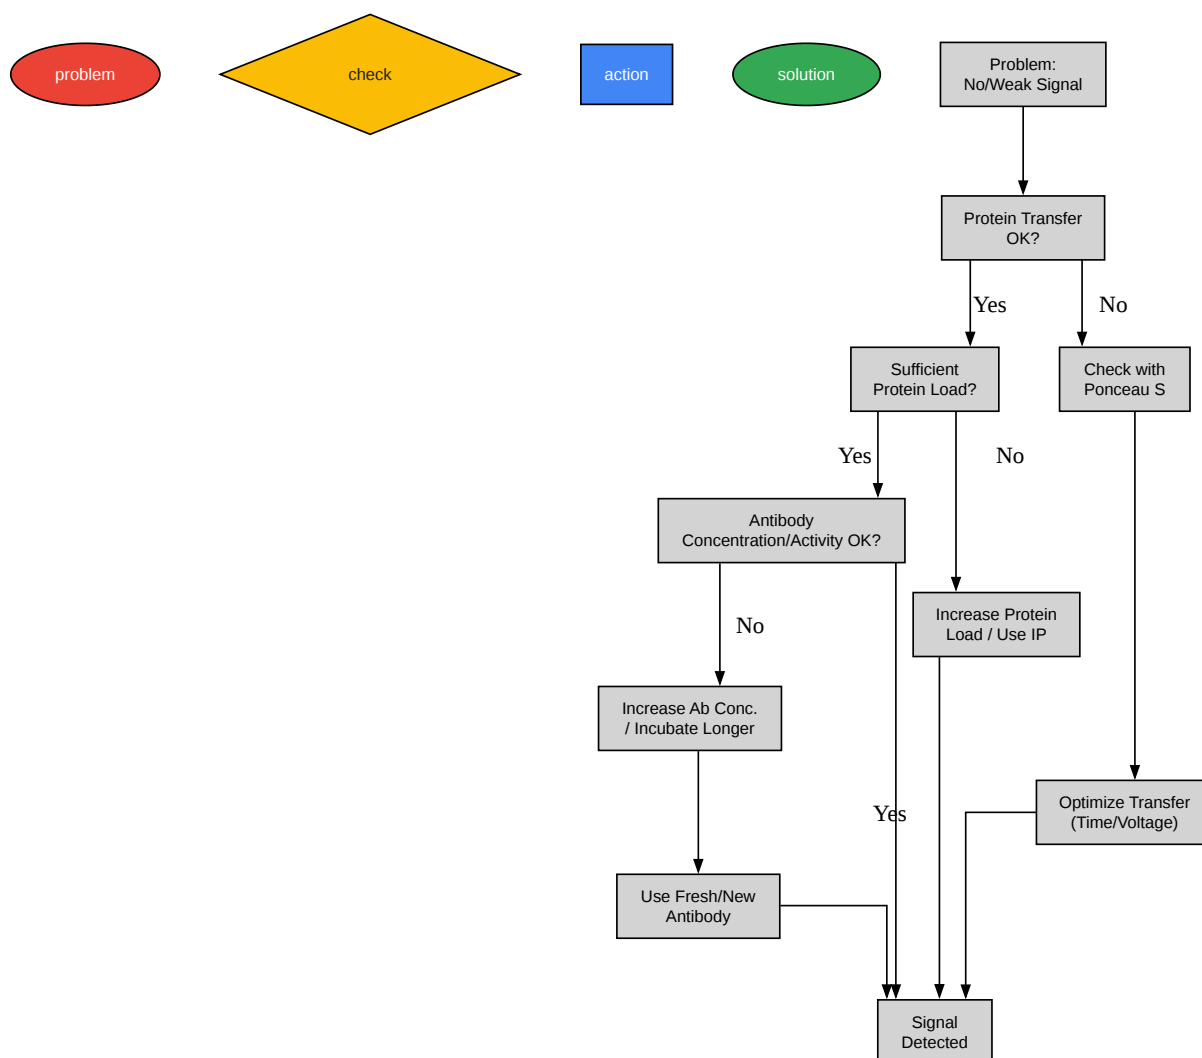 problem
check
action
solution
Problem:
No/Weak Signal
Protein Transfer
OK?
Yes
No
Sufficient
Protein Load?
Check with
Ponceau S
Yes
No
Antibody
Concentration/Activity OK?
Increase Protein
Load / Use IP
No
Increase Ab Conc.
/ Incubate Longer
Yes
Optimize Transfer
(Time/Voltage)
Use Fresh/New
Antibody
Signal
Detected